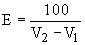 E = 100 / (V₂ − V₁)